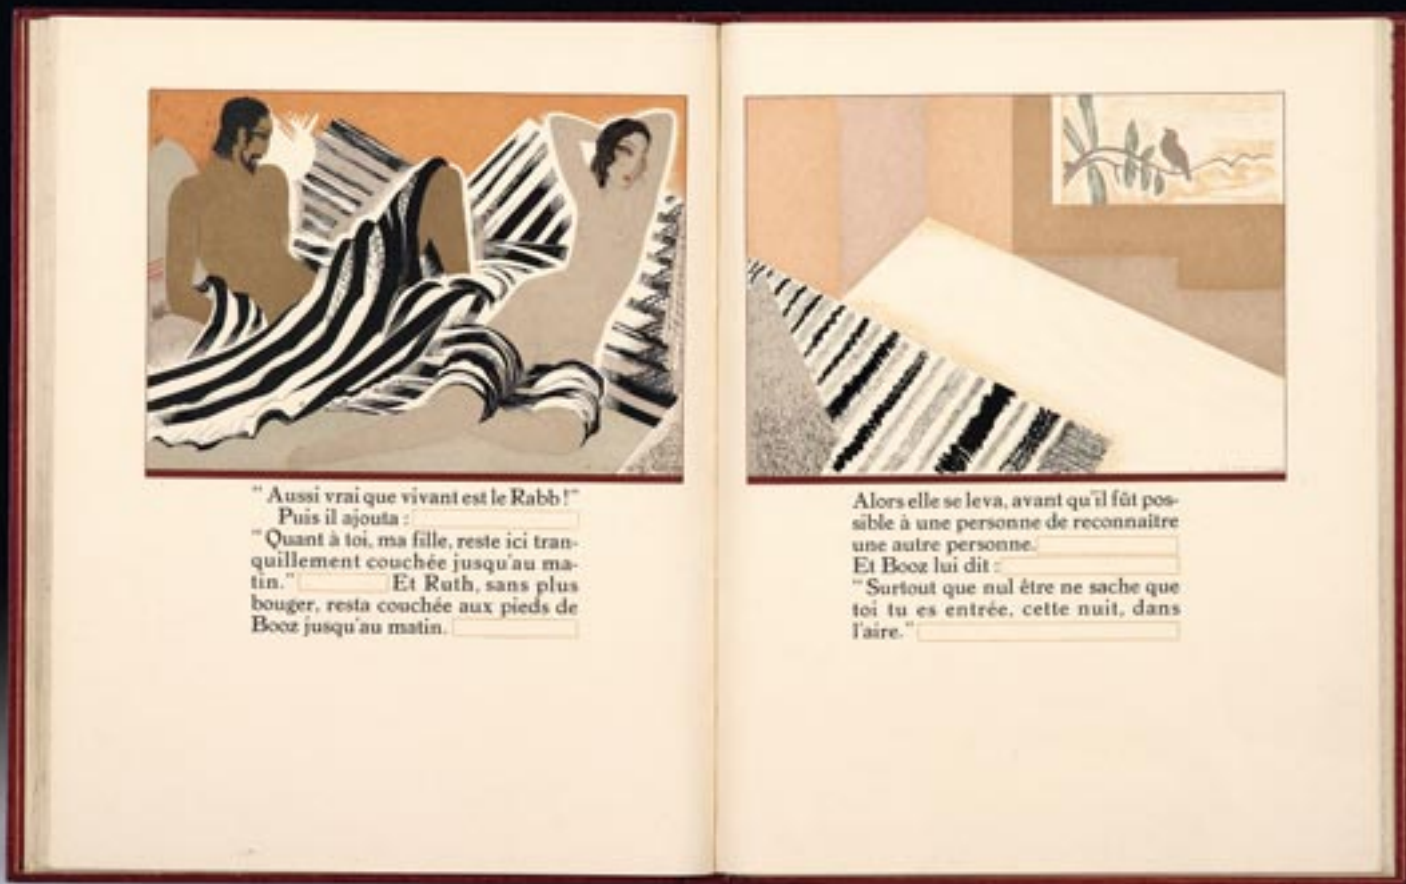 “ Aussi vrai que vivant est le Rabb ! ”
Puis il ajouta :
“ Quant à toi, ma fille, reste ici tran-
quillement couchée jusqu'au ma-
tin. ” Et Ruth, sans plus
bouger, resta couchée aux pieds de
Booz jusqu'au matin.
Alors elle se leva, avant qu'il fût pos-
sible à une personne de reconnaître
une autre personne.
Et Booz lui dit :
“ Surtout que nul être ne sache que
toi tu es entrée, cette nuit, dans
l'aire. ”